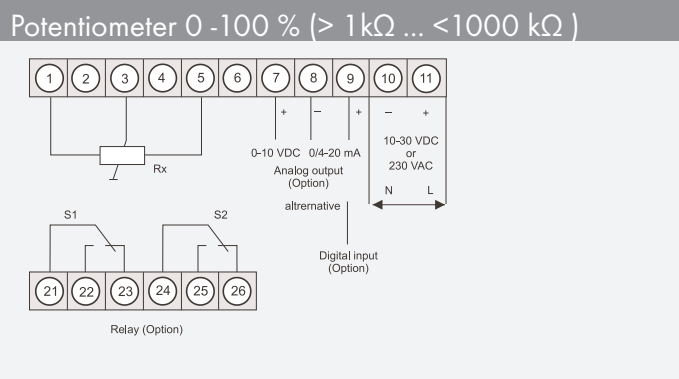 Potentiometer 0 -100 % (> 1kΩ ... <1000 kΩ )
1 2 3 4 5 6 7 8 9 10 11
+ − + − +
0-10 VDC 0/4-20 mA
Analog output
(Option)
altrernative
10-30 VDC
or
230 VAC
N L
Rx
Digital input
(Option)
S1 S2
21 22 23 24 25 26
Relay (Option)